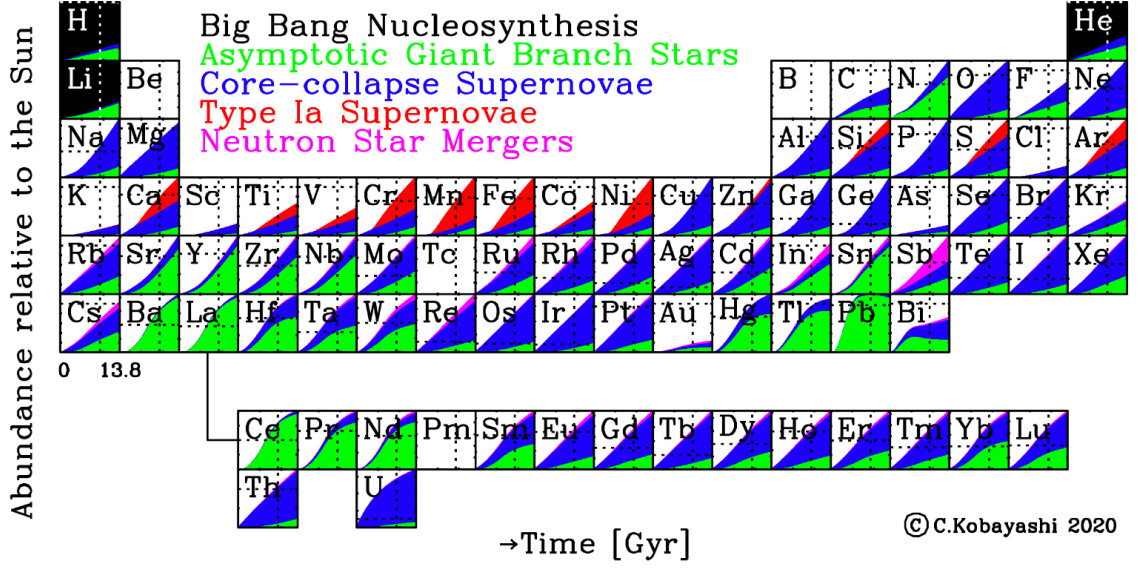 Abundance relative to the Sun
Big Bang Nucleosynthesis
Asymptotic Giant Branch Stars
Core-collapse Supernovae
Type Ia Supernovae
Neutron Star Mergers
H He
Li Be B C N O F Ne
Na Mg Al Si P S Cl Ar
K Ca Sc Ti V Cr Mn Fe Co Ni Cu Zn Ga Ge As Se Br Kr
Rb Sr Y Zr Nb Mo Tc Ru Rh Pd Ag Cd In Sn Sb Te I Xe
Cs Ba La Hf Ta W Re Os Ir Pt Au Hg Tl Pb Bi
0 13.8
Ce Pr Nd Pm Sm Eu Gd Tb Dy Ho Er Tm Yb Lu
Th U
→Time [Gyr]
©C.Kobayashi 2020